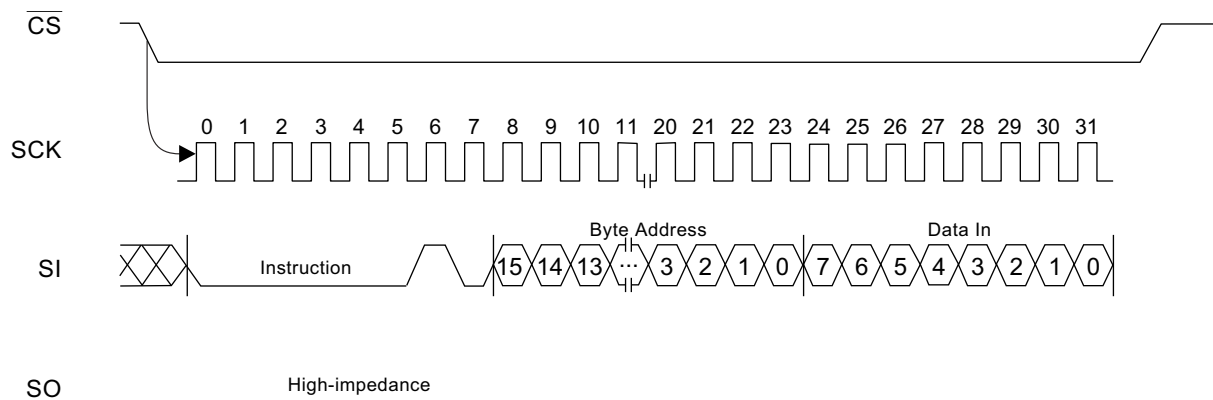 CS
SCK
0 1 2 3 4 5 6 7 8 9 10 11 20 21 22 23 24 25 26 27 28 29 30 31
SI
Instruction
Byte Address
Data In
15 14 13 ... 3 2 1 0 7 6 5 4 3 2 1 0
SO
High-impedance